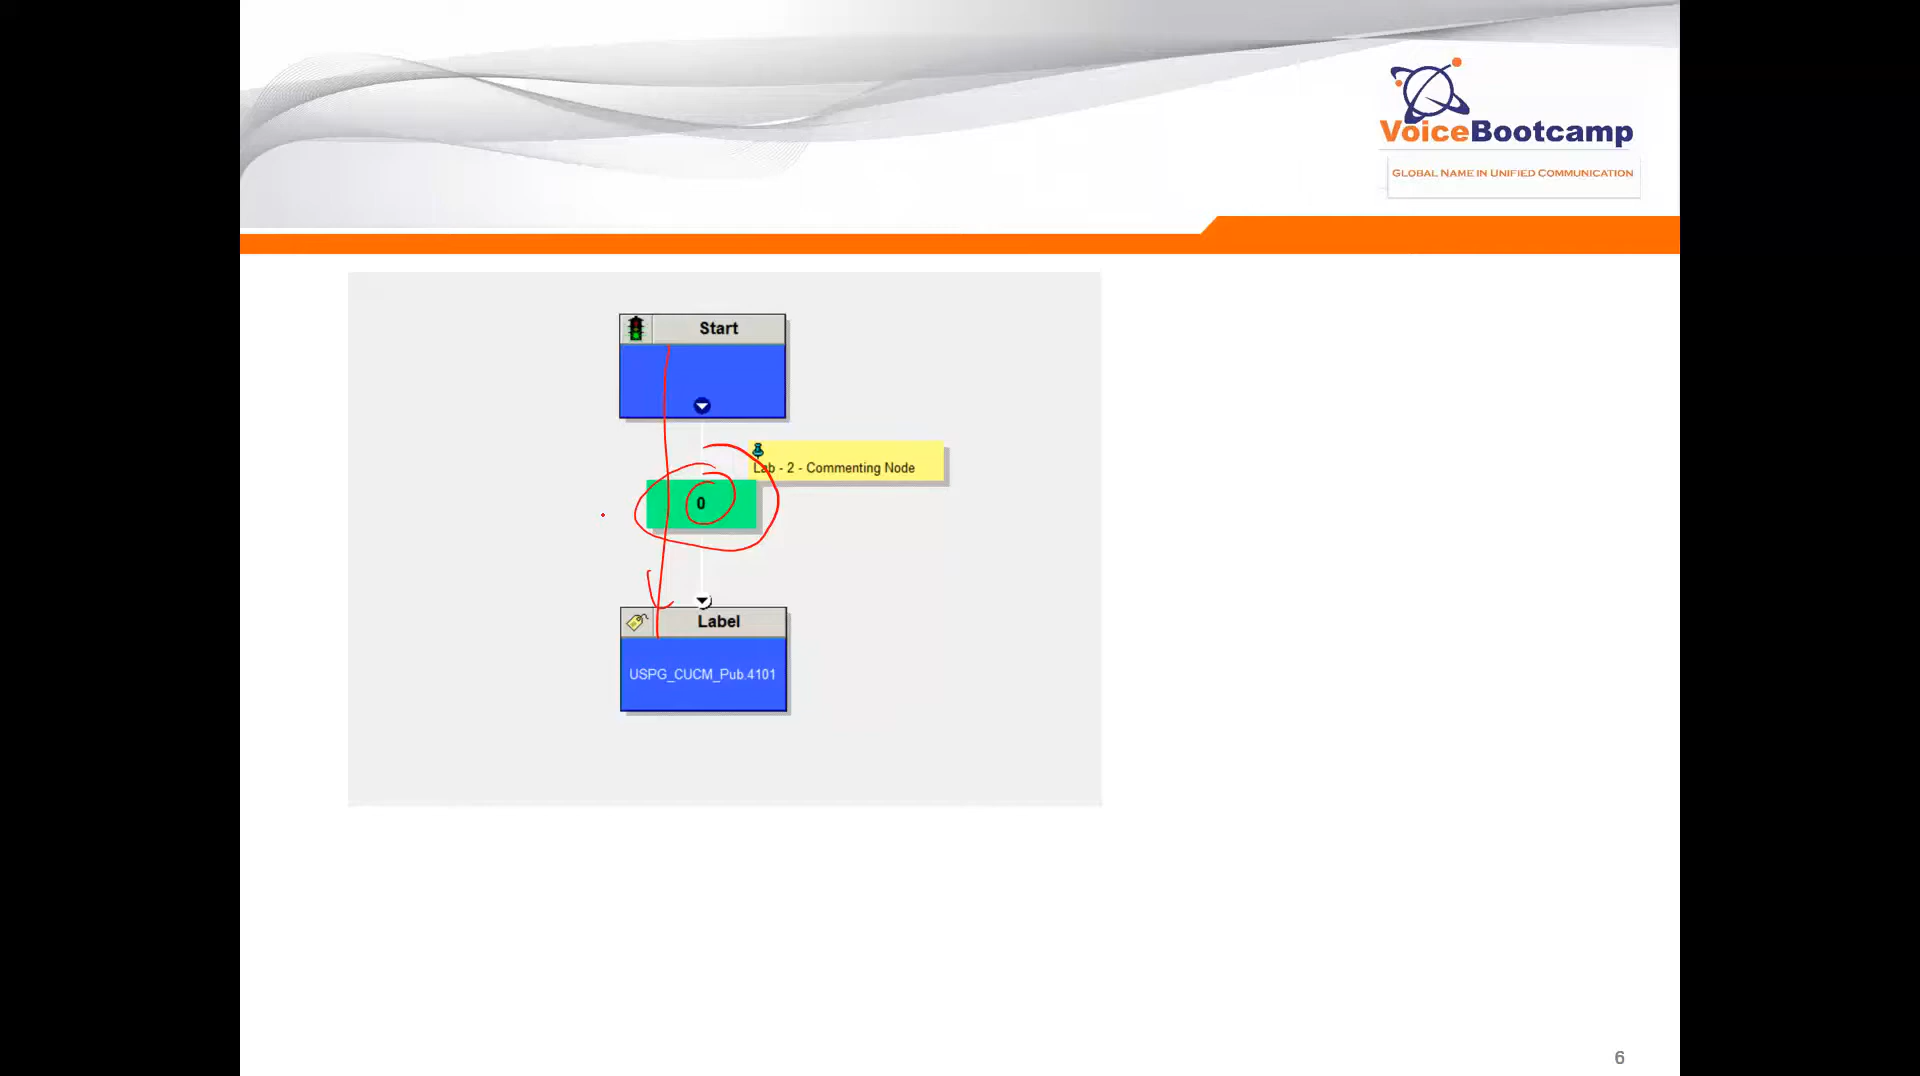 VoiceBootcamp
GLOBAL NAME IN UNIFIED COMMUNICATION
Start
Lab - 2 - Commenting Node
0
Label
USPG_CUCM_Pub.4101
6